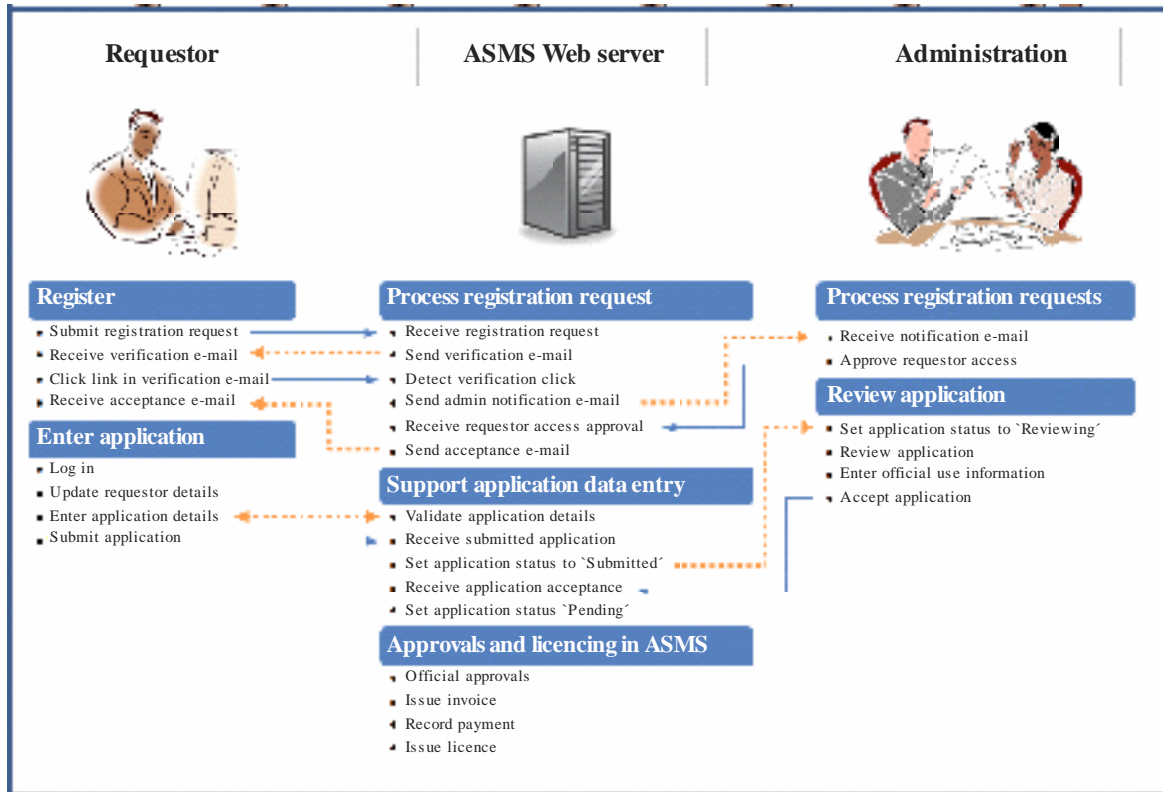 Requestor
ASMS Web server
Administration
Register
Submit registration request
Receive verification e-mail
Click link in verification e-mail
Receive acceptance e-mail
Enter application
Log in
Update requestor details
Enter application details
Submit application
Process registration request
Receive registration request
Send verification e-mail
Detect verification click
Send admin notification e-mail
Receive requestor access approval
Send acceptance e-mail
Support application data entry
Validate application details
Receive submitted application
Set application status to `Submitted´
Receive application acceptance
Set application status `Pending´
Approvals and licencing in ASMS
Official approvals
Issue invoice
Record payment
Issue licence
Process registration requests
Receive notification e-mail
Approve requestor access
Review application
Set application status to `Reviewing´
Review application
Enter official use information
Accept application